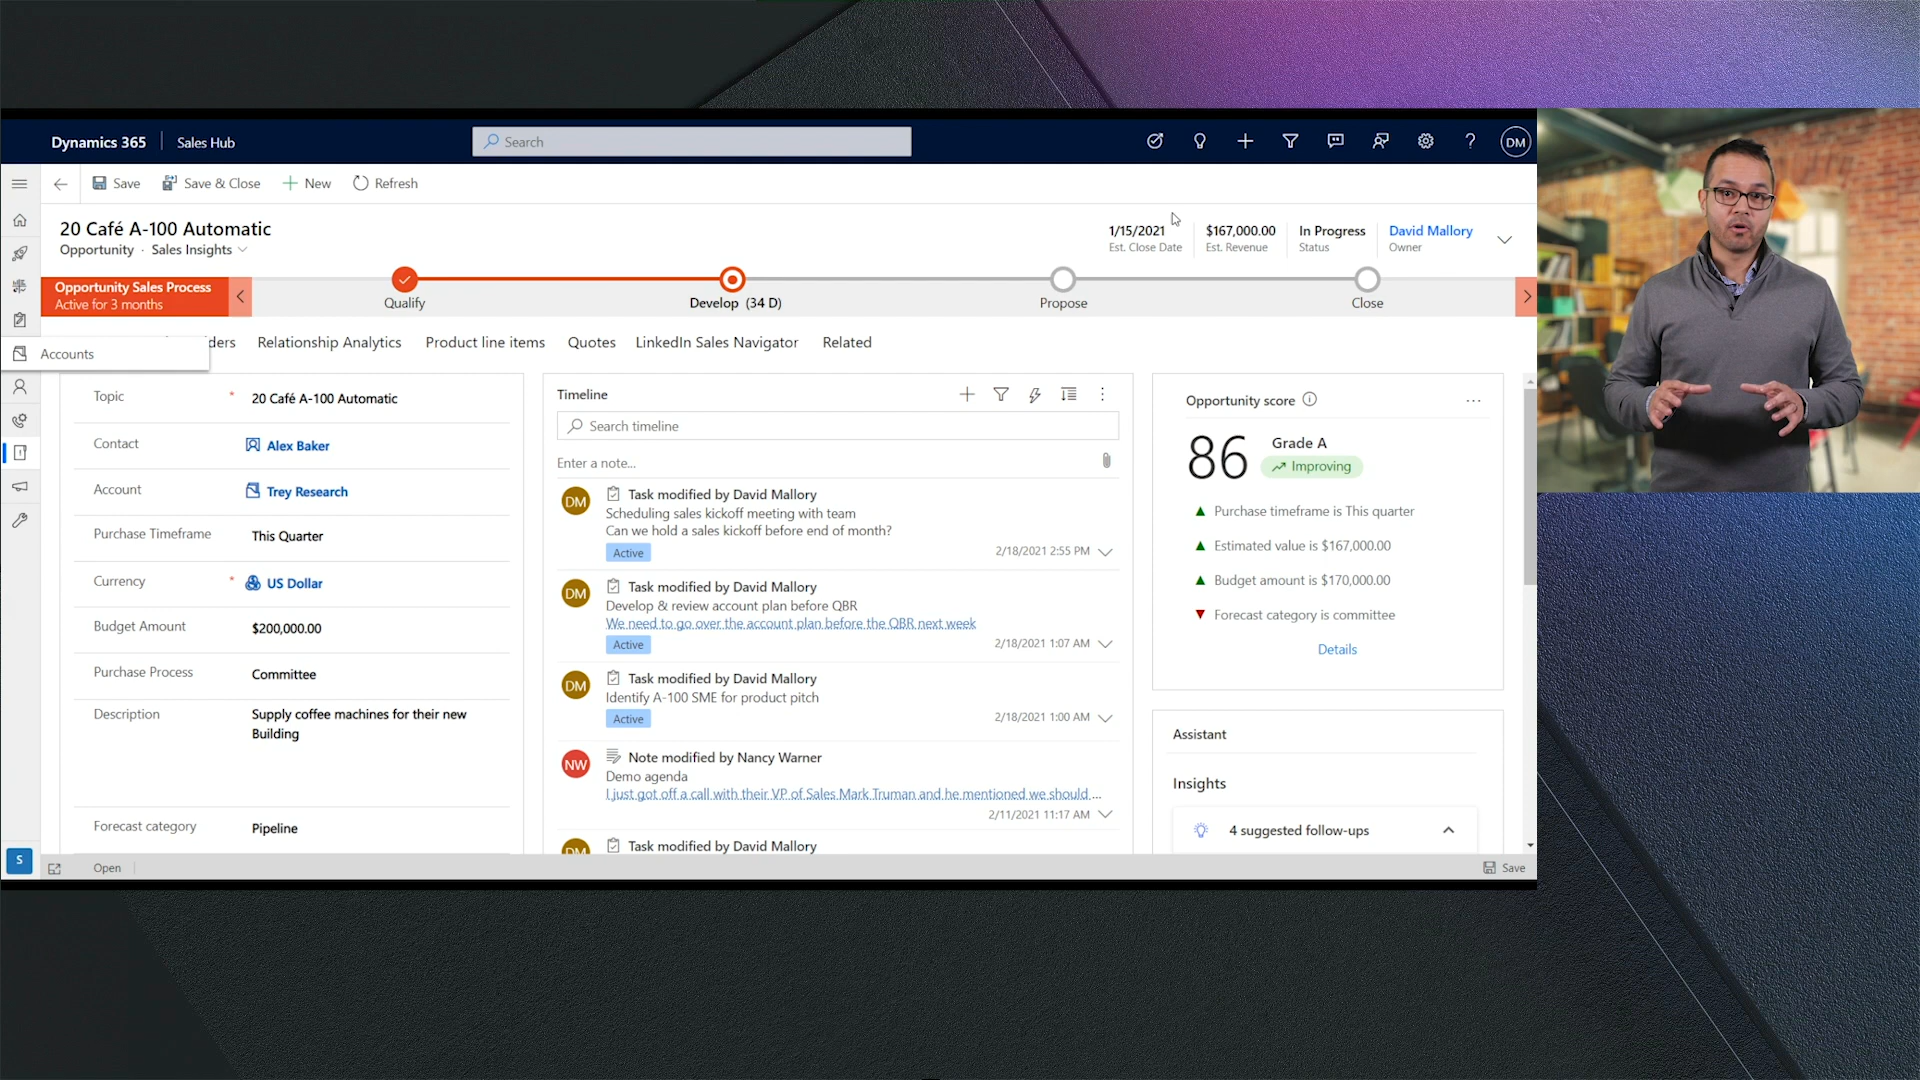 Dynamics 365
Sales Hub
Search
DM
Save
Save & Close
New
Refresh
20 Café A-100 Automatic
Opportunity · Sales Insights
1/15/2021
Est. Close Date
$167,000.00
Est. Revenue
In Progress
Status
David Mallory
Owner
Opportunity Sales Process
Active for 3 months
Qualify
Develop (34 D)
Propose
Close
Accounts
ders
Relationship Analytics
Product line items
Quotes
LinkedIn Sales Navigator
Related
Topic * 20 Café A-100 Automatic
Contact Alex Baker
Account Trey Research
Purchase Timeframe This Quarter
Currency * US Dollar
Budget Amount $200,000.00
Purchase Process Committee
Description Supply coffee machines for their new
Building
Forecast category Pipeline
Timeline
Search timeline
Enter a note...
DM Task modified by David Mallory
Scheduling sales kickoff meeting with team
Can we hold a sales kickoff before end of month?
Active 2/18/2021 2:55 PM
DM Task modified by David Mallory
Develop & review account plan before QBR
We need to go over the account plan before the QBR next week
Active 2/18/2021 1:07 AM
DM Task modified by David Mallory
Identify A-100 SME for product pitch
Active 2/18/2021 1:00 AM
NW Note modified by Nancy Warner
Demo agenda
I just got off a call with their VP of Sales Mark Truman and he mentioned we should ...
2/11/2021 11:17 AM
DM Task modified by David Mallory
Opportunity score
86 Grade A
Improving
Purchase timeframe is This quarter
Estimated value is $167,000.00
Budget amount is $170,000.00
Forecast category is committee
Details
Assistant
Insights
4 suggested follow-ups
S
Open
Save